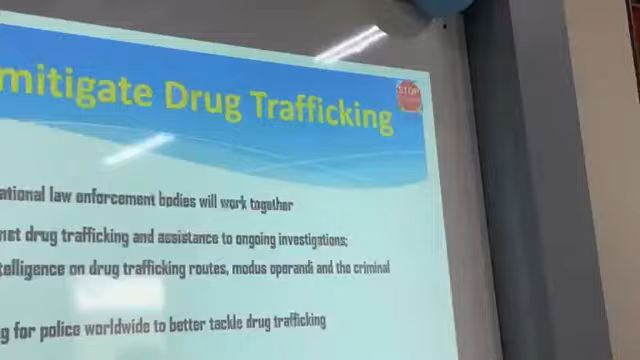 mitigate Drug Trafficking
STOP
ational law enforcement bodies will work together
net drug trafficking and assistance to ongoing investigations;
telligence on drug trafficking routes, modus operandi and the criminal
g for police worldwide to better tackle drug trafficking